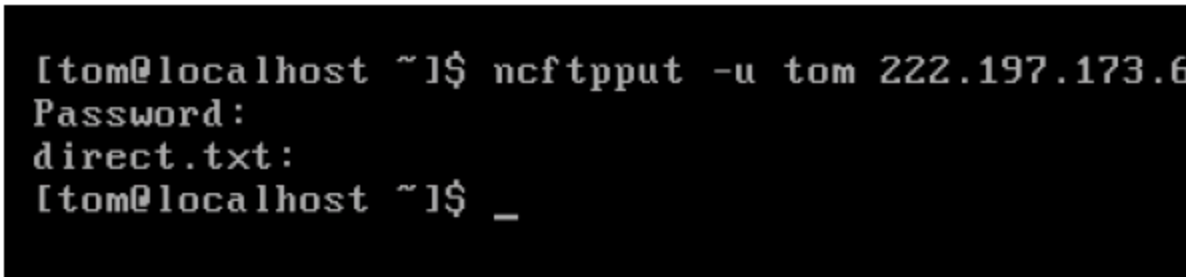 [tom@localhost ~]$ ncftpput -u tom 222.197.173.6
Password:
direct.txt:
[tom@localhost ~]$ _